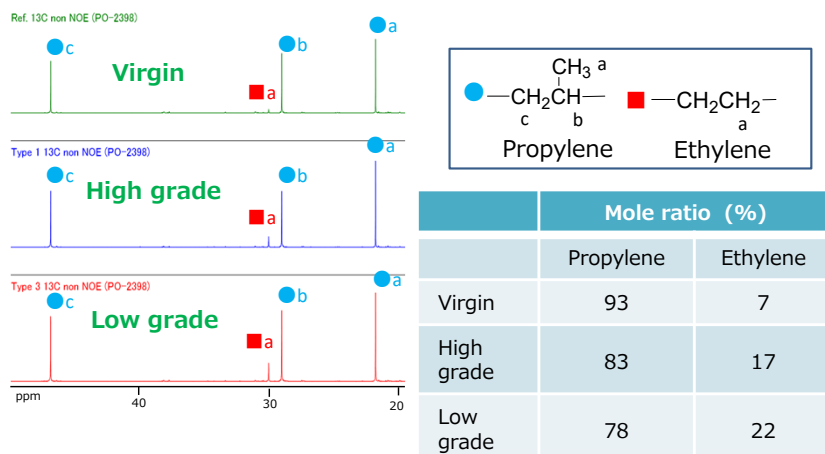 Ref. 13C non NOE (PO-2398)
c
b
a
Virgin
a
Type 1 13C non NOE (PO-2398)
c
b
a
High grade
a
Type 3 13C non NOE (PO-2398)
c
b
a
Low grade
a
ppm
40
30
20
CH3 a
—CH2CH—
c b
Propylene
—CH2CH2—
a
Ethylene
Mole ratio (%)
Propylene Ethylene
Virgin 93 7
High grade 83 17
Low grade 78 22